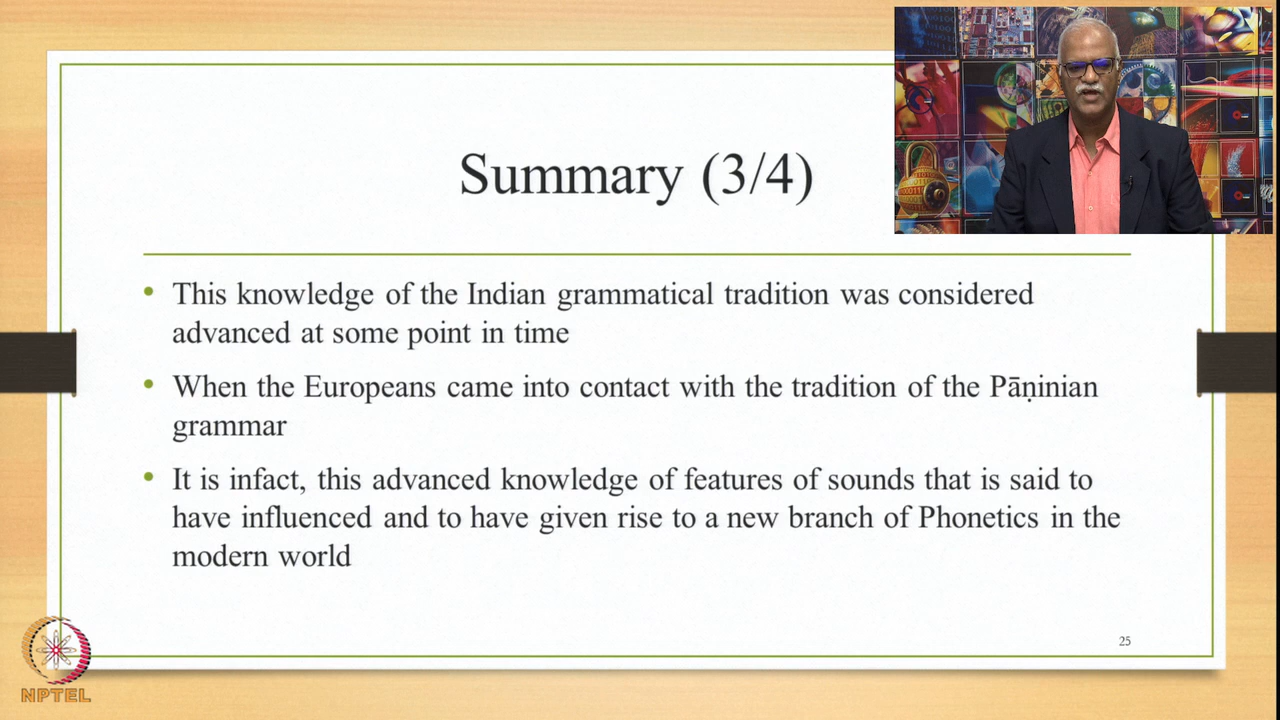 Summary (3/4)
• This knowledge of the Indian grammatical tradition was considered
advanced at some point in time
• When the Europeans came into contact with the tradition of the Pāṇinian
grammar
• It is infact, this advanced knowledge of features of sounds that is said to
have influenced and to have given rise to a new branch of Phonetics in the
modern world
25
NPTEL